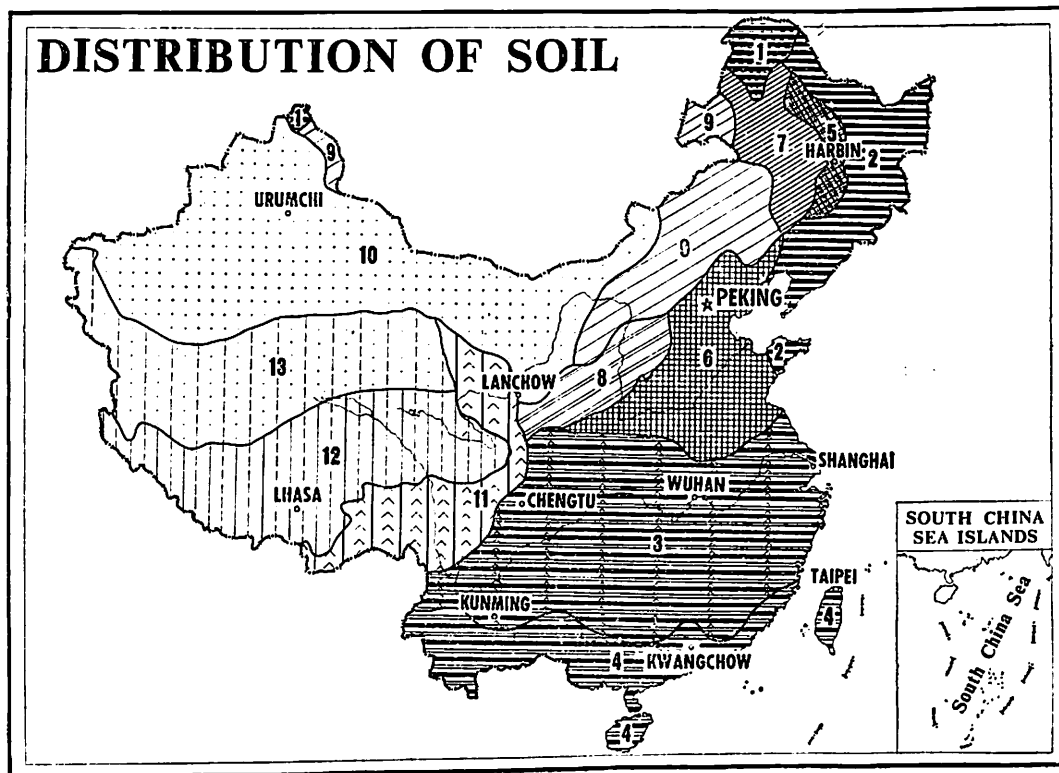 DISTRIBUTION OF SOIL
1
1
9
9
7
5
HARBIN
2
URUMCHI
10
9
PEKING
2
6
13
LANCHOW
8
12
LHASA
11
CHENGTU
WUHAN
SHANGHAI
3
KUNMING
TAIPEI
4
4
KWANGCHOW
4
SOUTH CHINA
SEA ISLANDS
South China Sea